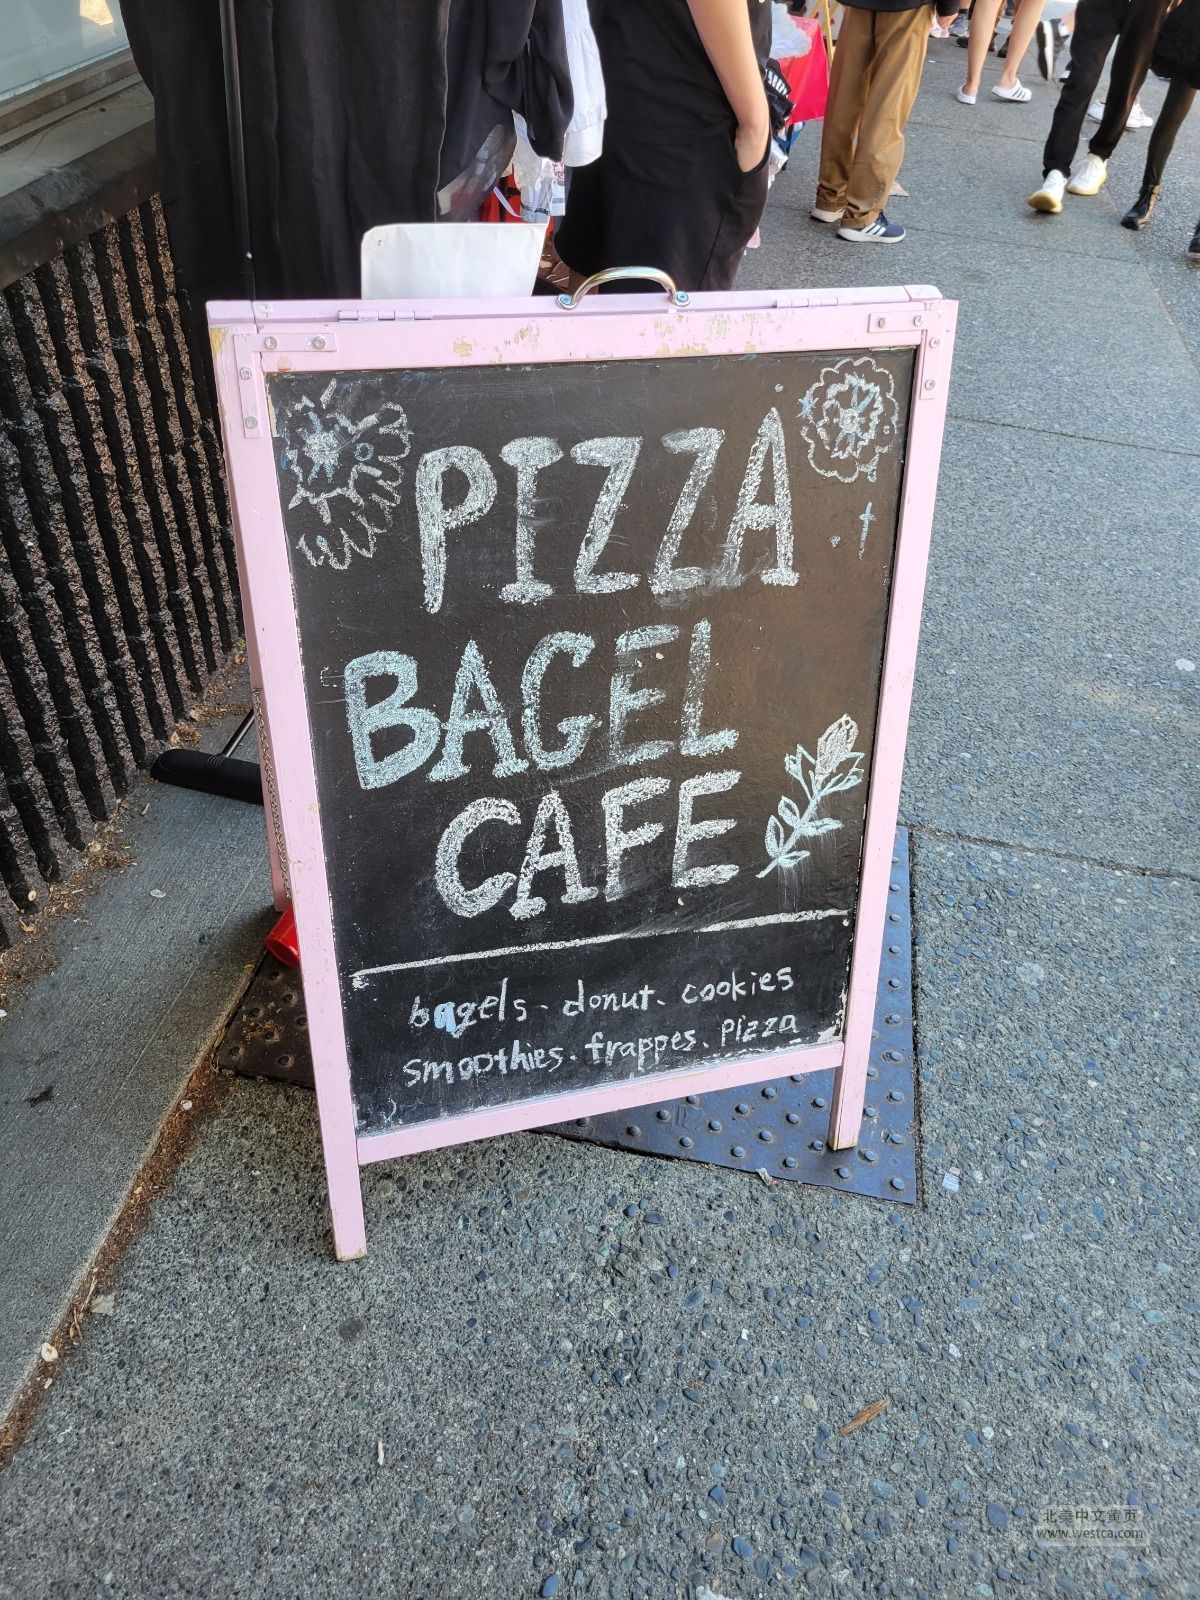 PIZZA
BAGEL
CAFE
bagels. donut. cookies
smoothies. frappes. pizza
北美中文黄页
www.westca.com